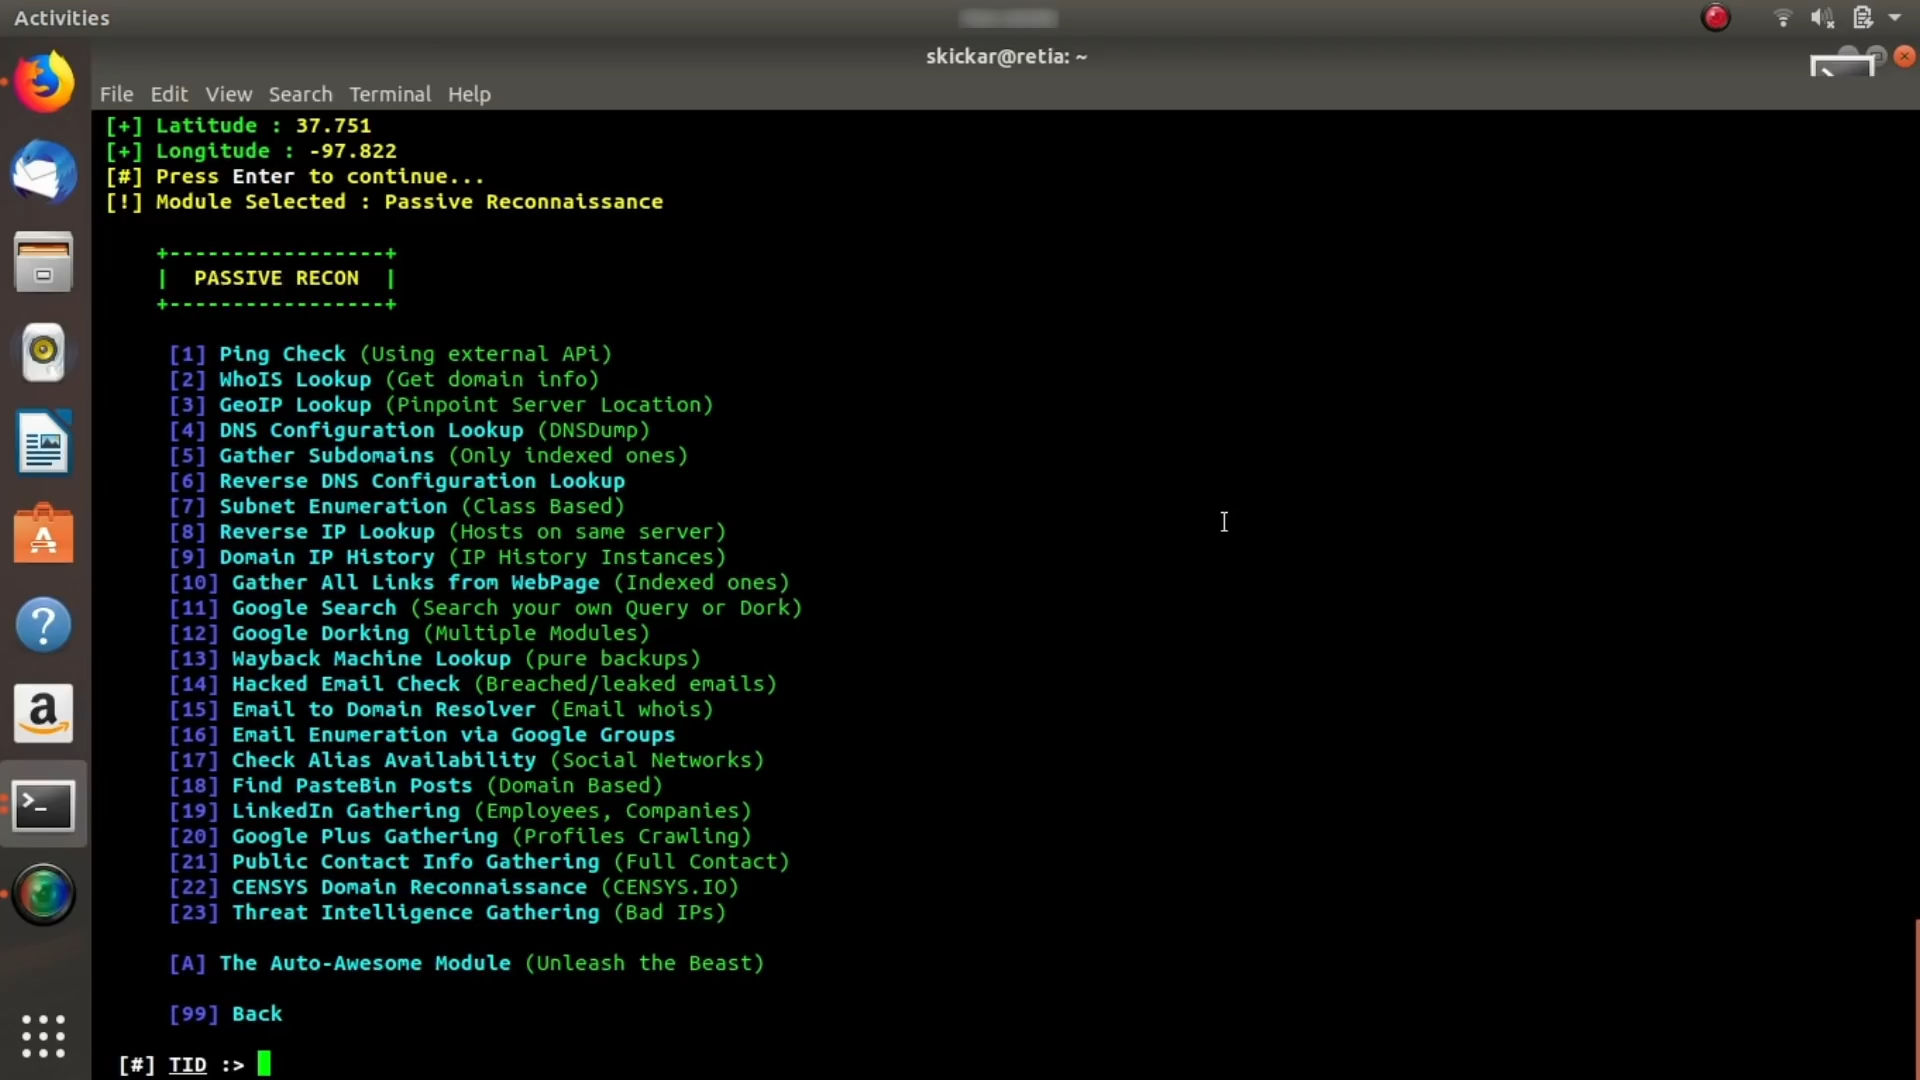 Activities
skickar@retia: ~
File Edit View Search Terminal Help
[+] Latitude : 37.751
[+] Longitude : -97.822
[#] Press Enter to continue...
[!] Module Selected : Passive Reconnaissance
+-----------------+
| PASSIVE RECON |
+-----------------+
[1] Ping Check (Using external APi)
[2] WhoIS Lookup (Get domain info)
[3] GeoIP Lookup (Pinpoint Server Location)
[4] DNS Configuration Lookup (DNSDump)
[5] Gather Subdomains (Only indexed ones)
[6] Reverse DNS Configuration Lookup
[7] Subnet Enumeration (Class Based)
[8] Reverse IP Lookup (Hosts on same server)
[9] Domain IP History (IP History Instances)
[10] Gather All Links from WebPage (Indexed ones)
[11] Google Search (Search your own Query or Dork)
[12] Google Dorking (Multiple Modules)
[13] Wayback Machine Lookup (pure backups)
[14] Hacked Email Check (Breached/leaked emails)
[15] Email to Domain Resolver (Email whois)
[16] Email Enumeration via Google Groups
[17] Check Alias Availability (Social Networks)
[18] Find PasteBin Posts (Domain Based)
[19] LinkedIn Gathering (Employees, Companies)
[20] Google Plus Gathering (Profiles Crawling)
[21] Public Contact Info Gathering (Full Contact)
[22] CENSYS Domain Reconnaissance (CENSYS.IO)
[23] Threat Intelligence Gathering (Bad IPs)
[A] The Auto-Awesome Module (Unleash the Beast)
[99] Back
[#] TID :>